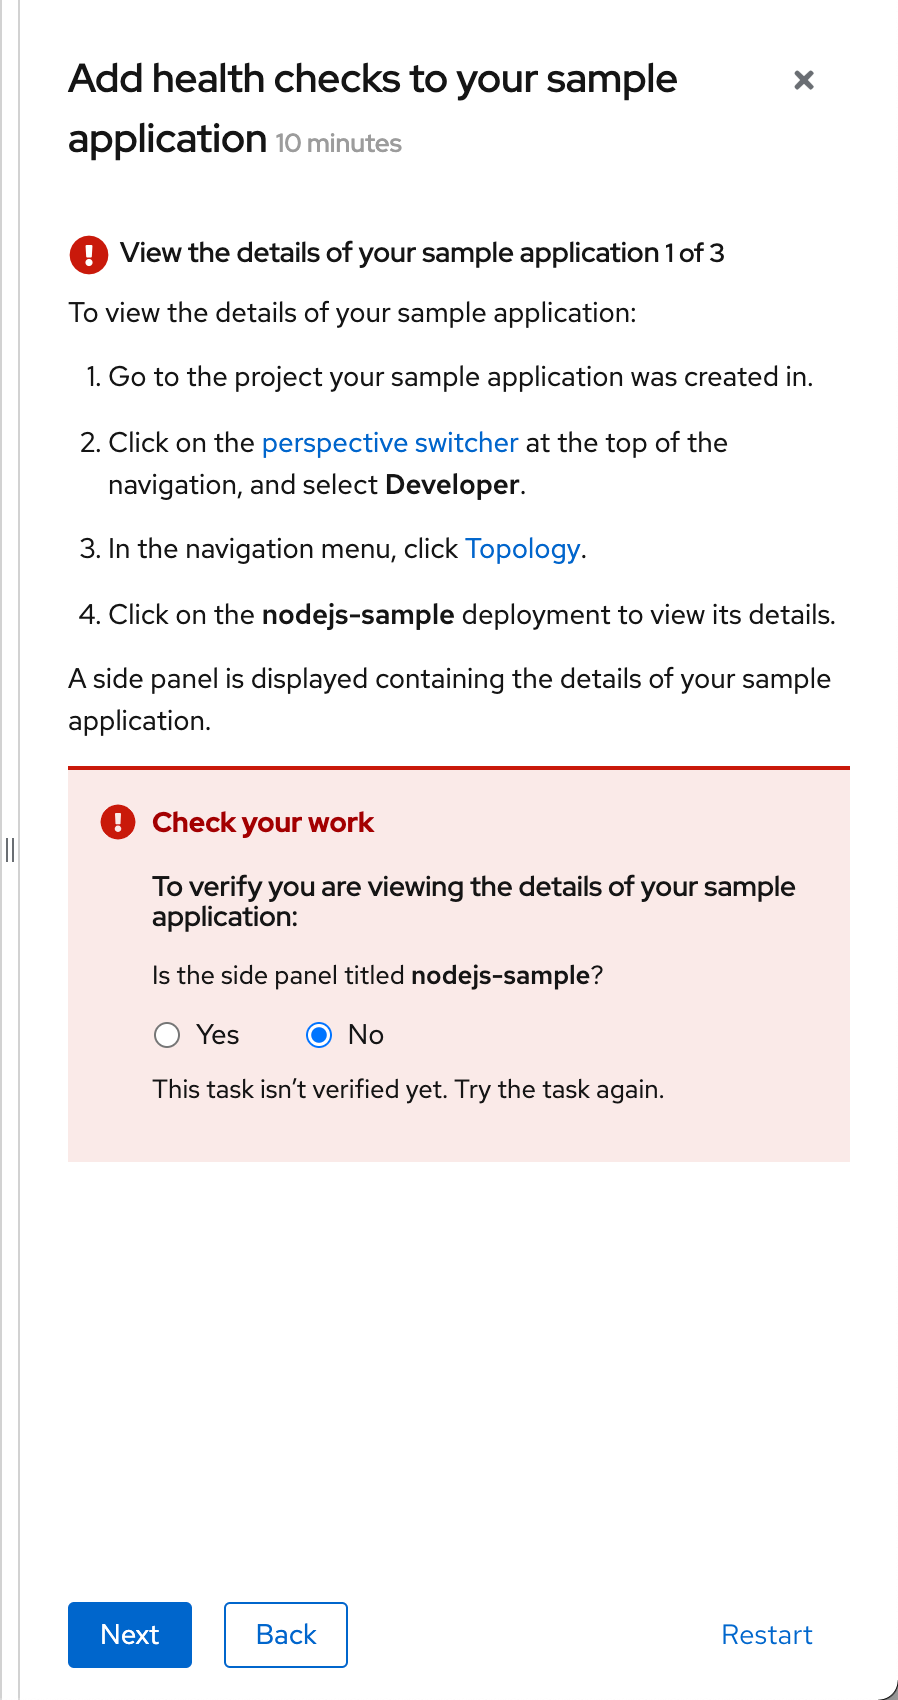 Add health checks to your sample
application 10 minutes
View the details of your sample application 1 of 3
To view the details of your sample application:
1. Go to the project your sample application was created in.
2. Click on the perspective switcher at the top of the
navigation, and select Developer.
3. In the navigation menu, click Topology.
4. Click on the nodejs-sample deployment to view its details.
A side panel is displayed containing the details of your sample
application.
Check your work
To verify you are viewing the details of your sample
application:
Is the side panel titled nodejs-sample?
Yes No
This task isn’t verified yet. Try the task again.
Next Back Restart